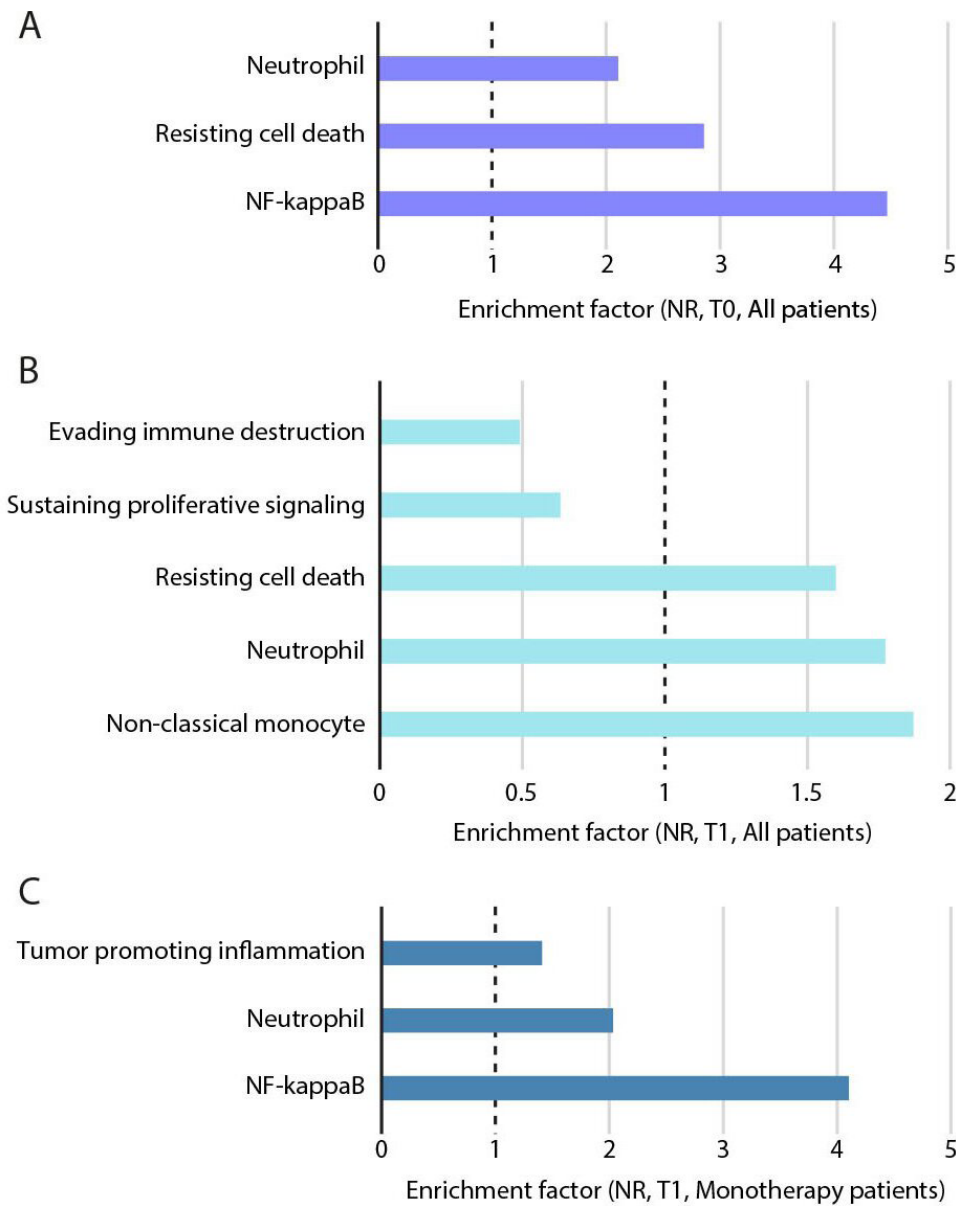 A
Neutrophil
Resisting cell death
NF-kappaB
0 1 2 3 4 5
Enrichment factor (NR, T0, All patients)
B
Evading immune destruction
Sustaining proliferative signaling
Resisting cell death
Neutrophil
Non-classical monocyte
0 0.5 1 1.5 2
Enrichment factor (NR, T1, All patients)
C
Tumor promoting inflammation
Neutrophil
NF-kappaB
0 1 2 3 4 5
Enrichment factor (NR, T1, Monotherapy patients)